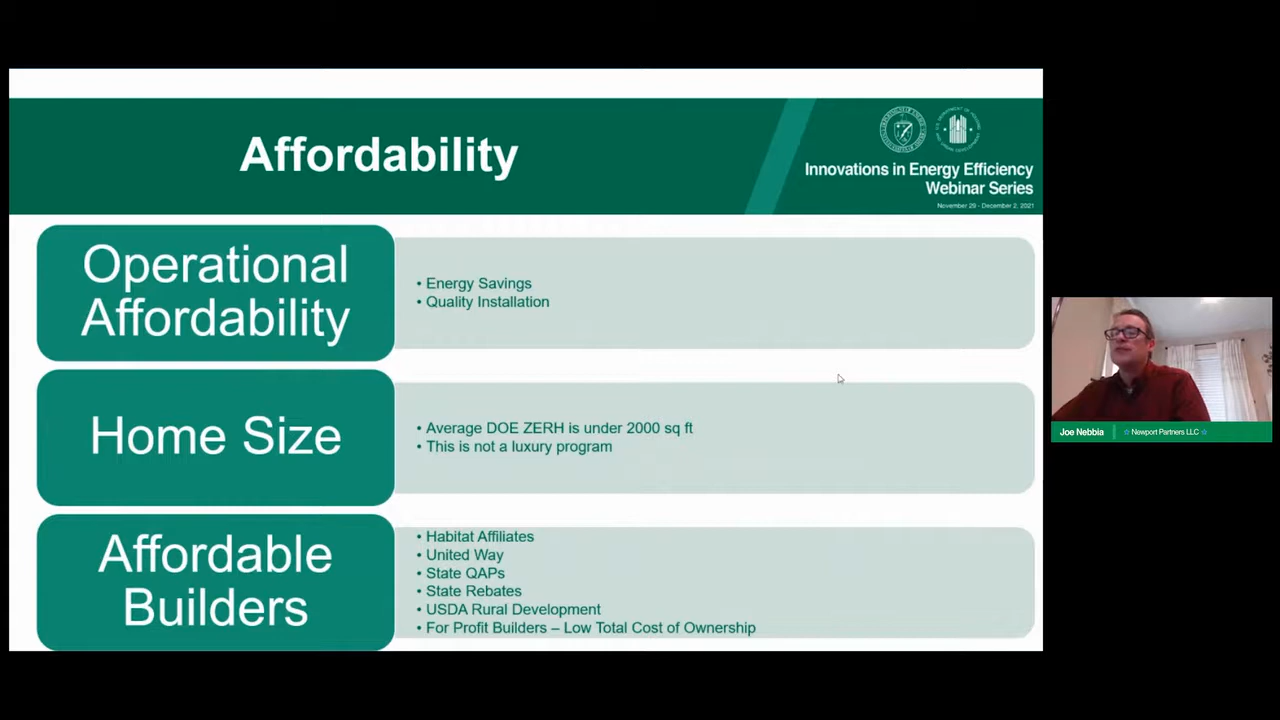 Affordability
Innovations in Energy Efficiency
Webinar Series
November 29 - December 2, 2021
Operational
Affordability
• Energy Savings
• Quality Installation
Home Size
• Average DOE ZERH is under 2000 sq ft
• This is not a luxury program
Affordable
Builders
• Habitat Affiliates
• United Way
• State QAPs
• State Rebates
• USDA Rural Development
• For Profit Builders – Low Total Cost of Ownership
Joe Nebbia
☆ Newport Partners LLC ☆